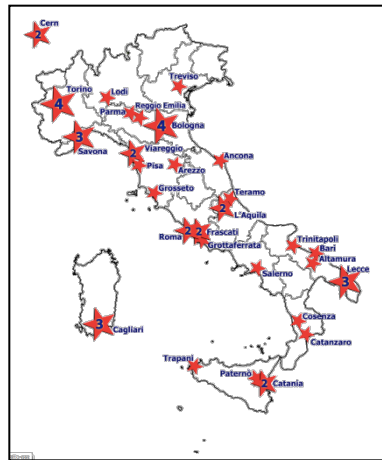 Cern
2
Treviso
Torino
4
Lodi
Parma
Reggio Emilia
4
Bologna
3
Savona
2
Viareggio
Pisa
Arezzo
Ancona
Grosseto
Teramo
2
L'Aquila
Roma
2
2
Frascati
Grottaferrata
Trinitapoli
Bari
Altamura
Lecce
3
Salerno
3
Cagliari
Cosenza
Catanzaro
Trapani
Paternò
2
Catania